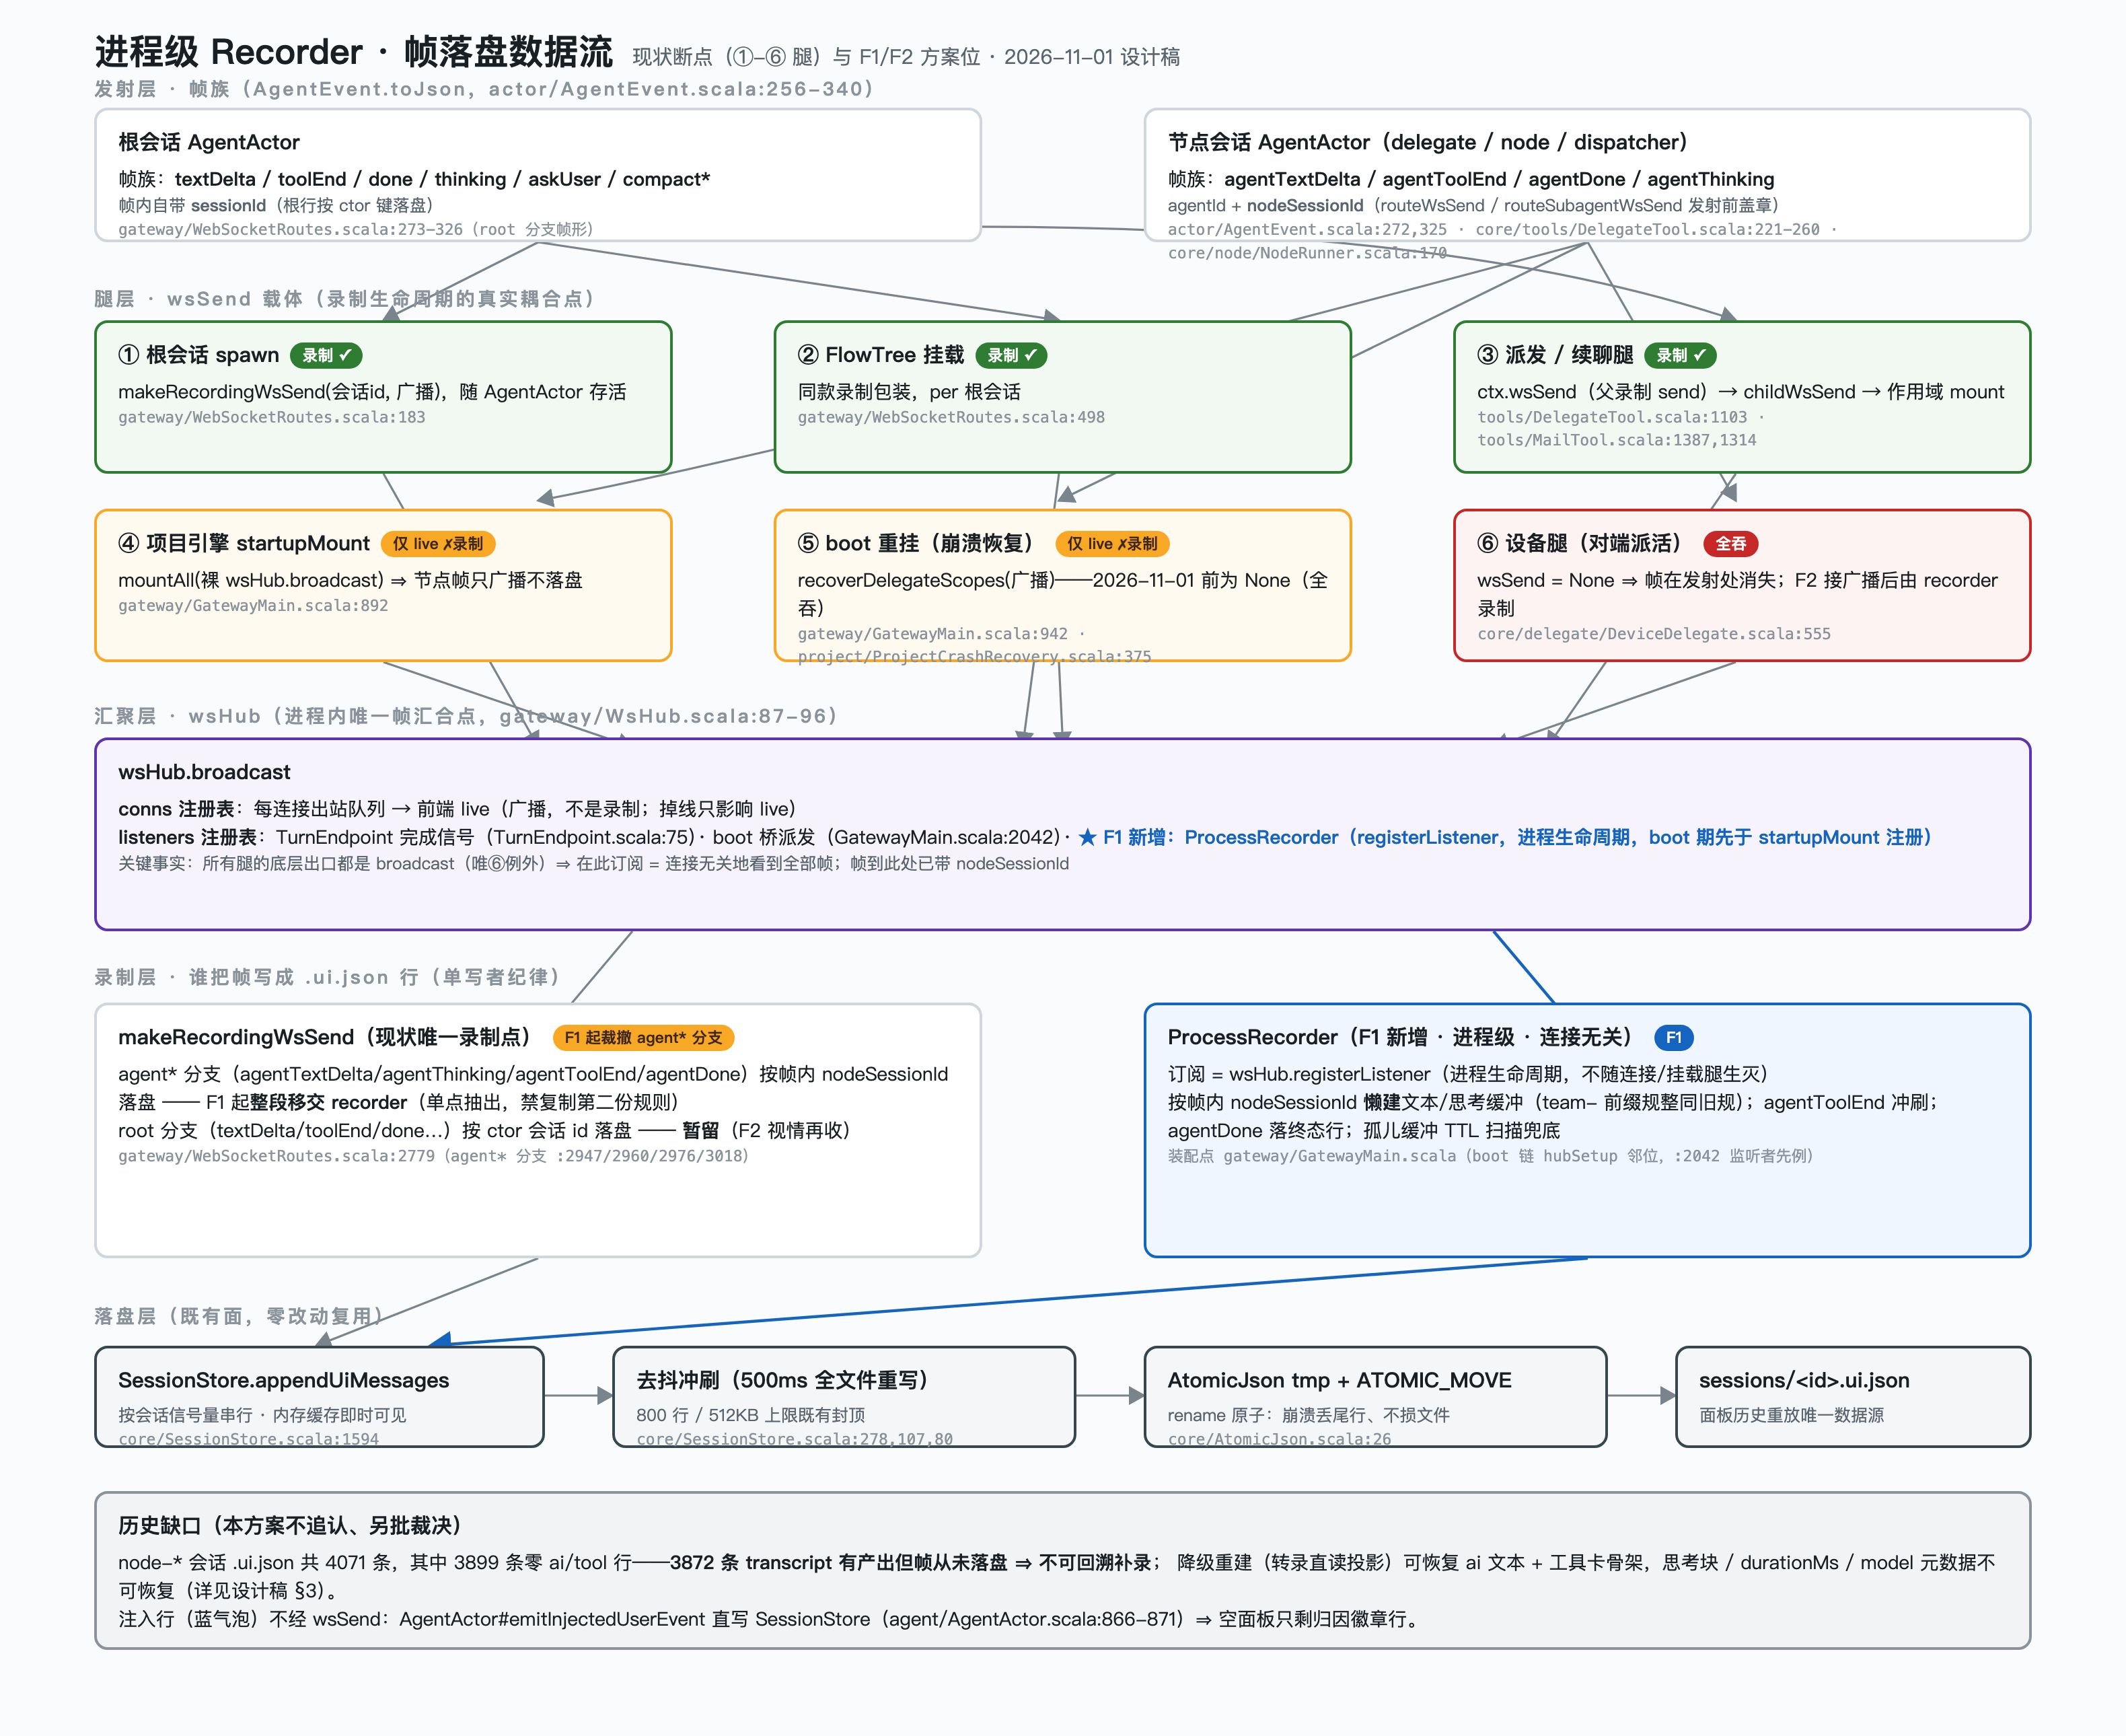 进程级 Recorder · 帧落盘数据流 现状断点（①–⑥ 腿）与 F1/F2 方案位 · 2026–11–01 设计稿
发射层 · 帧族（AgentEvent.toJson，actor/AgentEvent.scala:256–340）
根会话 AgentActor
帧族：textDelta / toolEnd / done / thinking / askUser / compact*
帧内自带 sessionId（根行按 ctor 键落盘）
gateway/WebSocketRoutes.scala:273–326（root 分支帧形）
节点会话 AgentActor（delegate / node / dispatcher）
帧族：agentTextDelta / agentToolEnd / agentDone / agentThinking
agentId + nodeSessionId（routeWsSend / routeSubagentWsSend 发射前盖章）
actor/AgentEvent.scala:272,325 · core/tools/DelegateTool.scala:221–260 ·
core/node/NodeRunner.scala:170
腿层 · wsSend 载体（录制生命周期的真实耦合点）
① 根会话 spawn 录制 ✓
makeRecordingWsSend(会话id, 广播)，随 AgentActor 存活
gateway/WebSocketRoutes.scala:183
② FlowTree 挂载 录制 ✓
同款录制包装，per 根会话
gateway/WebSocketRoutes.scala:498
③ 派发 / 续聊腿 录制 ✓
ctx.wsSend（父录制 send）→ childWsSend → 作用域 mount
tools/DelegateTool.scala:1103 ·
tools/MailTool.scala:1387,1314
④ 项目引擎 startupMount 仅 live ✗录制
mountAll(裸 wsHub.broadcast) ⇒ 节点帧只广播不落盘
gateway/GatewayMain.scala:892
⑤ boot 重挂（崩溃恢复） 仅 live ✗录制
recoverDelegateScopes(广播)——2026–11–01 前为 None（全
吞）
gateway/GatewayMain.scala:942 ·
project/ProjectCrashRecovery.scala:375
⑥ 设备腿（对端派活） 全吞
wsSend = None ⇒ 帧在发射处消失；F2 接广播后由 recorder
录制
core/delegate/DeviceDelegate.scala:555
汇聚层 · wsHub（进程内唯一帧汇合点，gateway/WsHub.scala:87–96）
wsHub.broadcast
conns 注册表：每连接出站队列 → 前端 live（广播，不是录制；掉线只影响 live）
listeners 注册表：TurnEndpoint 完成信号（TurnEndpoint.scala:75）· boot 桥派发（GatewayMain.scala:2042）· ★ F1 新增：ProcessRecorder（registerListener，进程生命周期，boot 期先于 startupMount 注册）
关键事实：所有腿的底层出口都是 broadcast（唯⑥例外）⇒ 在此订阅 = 连接无关地看到全部帧；帧到此处已带 nodeSessionId
录制层 · 谁把帧写成 .ui.json 行（单写者纪律）
makeRecordingWsSend（现状唯一录制点） F1 起裁撤 agent* 分支
agent* 分支（agentTextDelta/agentThinking/agentToolEnd/agentDone）按帧内 nodeSessionId
落盘 —— F1 起整段移交 recorder（单点抽出，禁复制第二份规则）
root 分支（textDelta/toolEnd/done…）按 ctor 会话 id 落盘 —— 暂留（F2 视情再收）
gateway/WebSocketRoutes.scala:2779（agent* 分支 :2947/2960/2976/3018）
ProcessRecorder（F1 新增 · 进程级 · 连接无关） F1
订阅 = wsHub.registerListener（进程生命周期，不随连接/挂载腿生灭）
按帧内 nodeSessionId 懒建文本/思考缓冲（team– 前缀规整同旧规）；agentToolEnd 冲刷；
agentDone 落终态行；孤儿缓冲 TTL 扫描兜底
装配点 gateway/GatewayMain.scala（boot 链 hubSetup 邻位，:2042 监听者先例）
落盘层（既有面，零改动复用）
SessionStore.appendUiMessages
按会话信号量串行 · 内存缓存即时可见
core/SessionStore.scala:1594
去抖冲刷（500ms 全文件重写）
800 行 / 512KB 上限既有封顶
core/SessionStore.scala:278,107,80
AtomicJson tmp + ATOMIC_MOVE
rename 原子：崩溃丢尾行、不损文件
core/AtomicJson.scala:26
sessions/<id>.ui.json
面板历史重放唯一数据源
历史缺口（本方案不追认、另批裁决）
node–* 会话 .ui.json 共 4071 条，其中 3899 条零 ai/tool 行——3872 条 transcript 有产出但帧从未落盘 ⇒ 不可回溯补录； 降级重建（转录直读投影）可恢复 ai 文本 + 工具卡骨架，思考块 / durationMs / model 元数据不
可恢复（详见设计稿 §3）。
注入行（蓝气泡）不经 wsSend：AgentActor#emitInjectedUserEvent 直写 SessionStore（agent/AgentActor.scala:866–871）⇒ 空面板只剩归因徽章行。